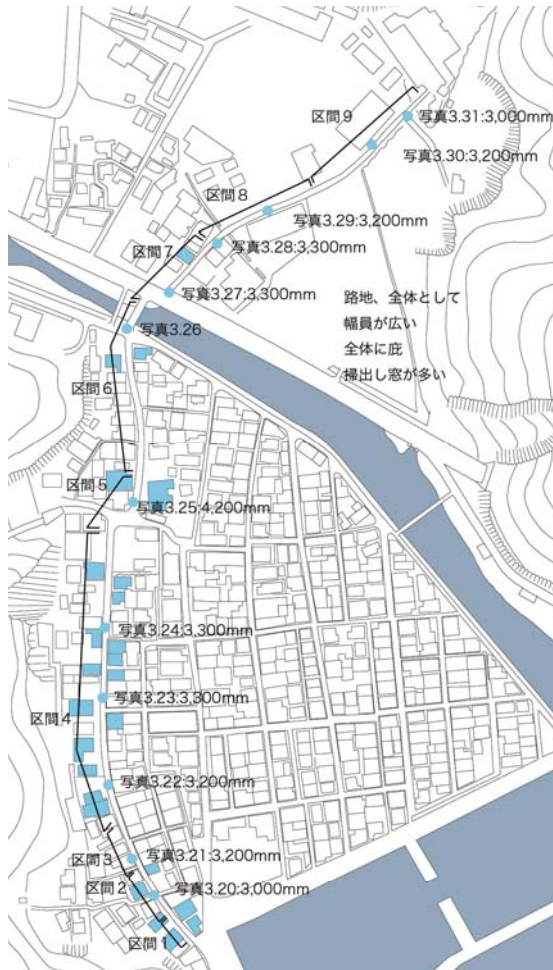 区間9
写真3.31:3,000mm
写真3.30:3,200mm
区間8
写真3.29:3,200mm
区間7
写真3.28:3,300mm
写真3.27:3,300mm
路地、全体として
幅員が広い
全体に庇
掃出し窓が多い
写真3.26
区間6
区間5
写真3.25:4,200mm
写真3.24:3,300mm
写真3.23:3,300mm
区間4
写真3.22:3,200mm
区間3
写真3.21:3,200mm
区間2
写真3.20:3,000mm
区間1